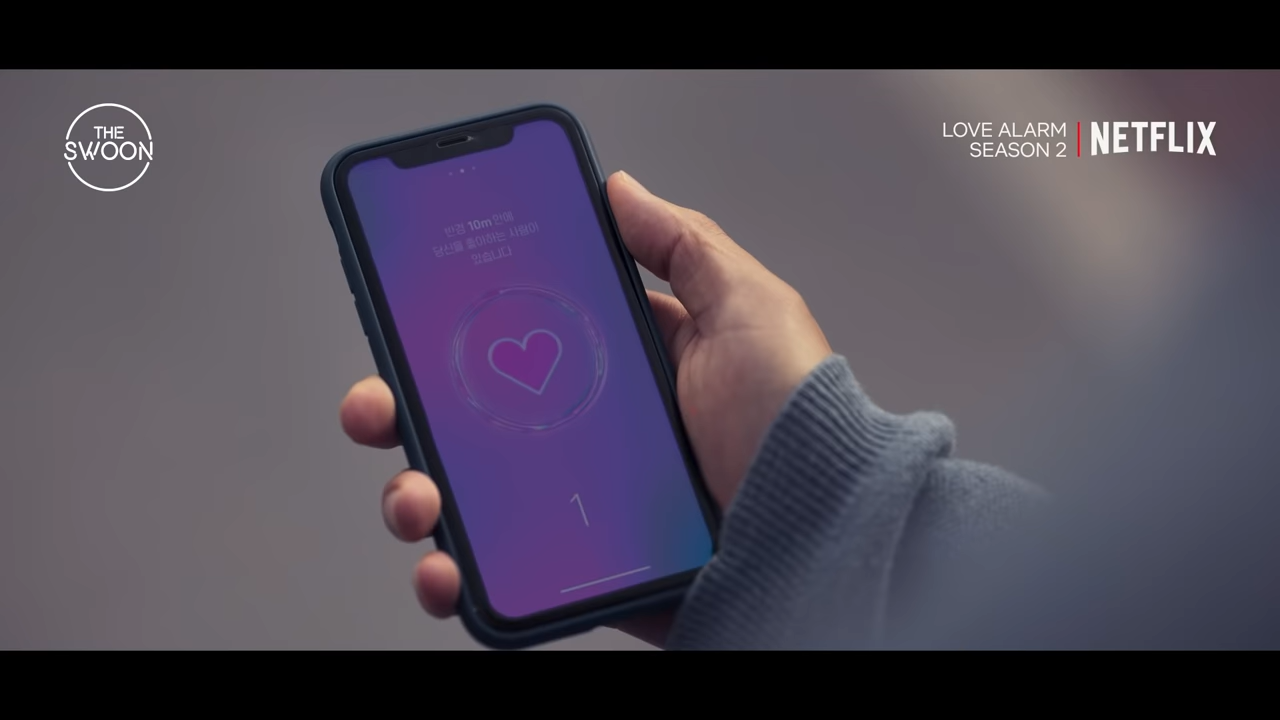 THE
SWOON
LOVE ALARM
SEASON 2
NETFLIX
반경 10m 안에
당신을 좋아하는 사람이
있습니다
1